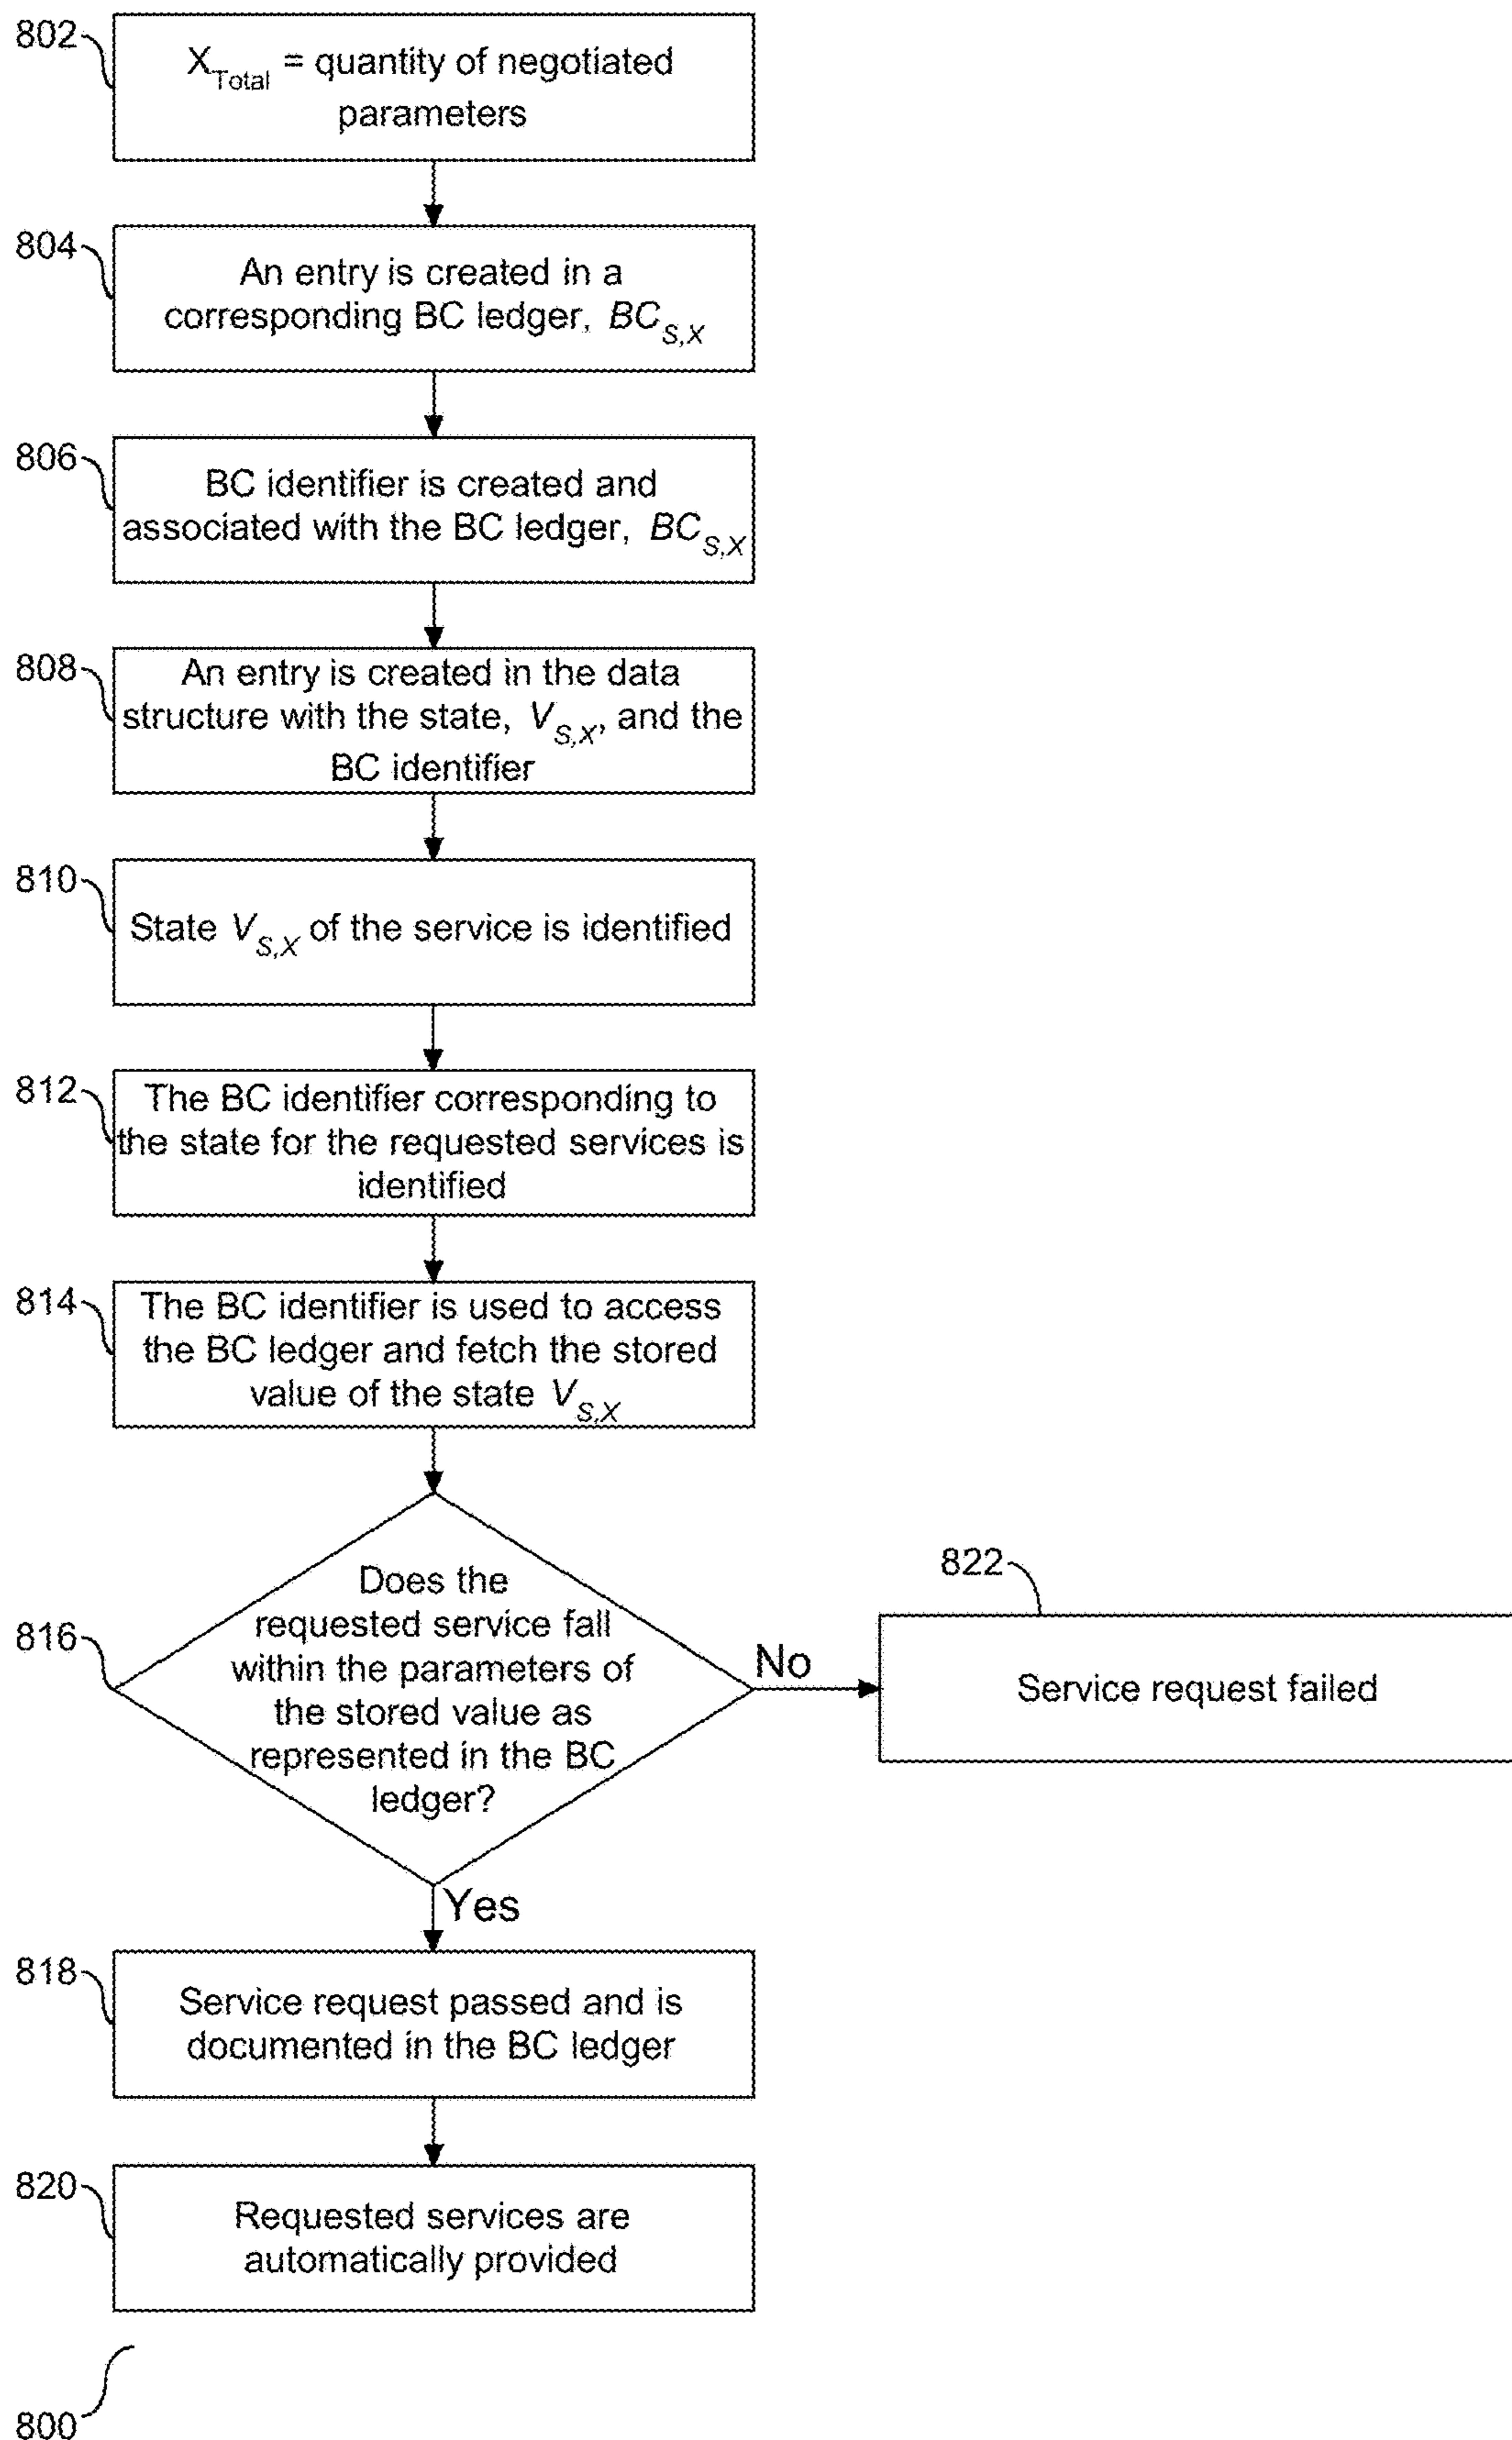 802
X_Total = quantity of negotiated
parameters
804
An entry is created in a
corresponding BC ledger, BC_S,X
806
BC identifier is created and
associated with the BC ledger, BC_S,X
808
An entry is created in the data
structure with the state, V_S,X, and the
BC identifier
810
State V_S,X of the service is identified
812
The BC identifier corresponding to
the state for the requested services is
identified
814
The BC identifier is used to access
the BC ledger and fetch the stored
value of the state V_S,X
816
Does the
requested service fall
within the parameters of
the stored value as
represented in the BC
ledger?
No
822
Service request failed
Yes
818
Service request passed and is
documented in the BC ledger
820
Requested services are
automatically provided
800